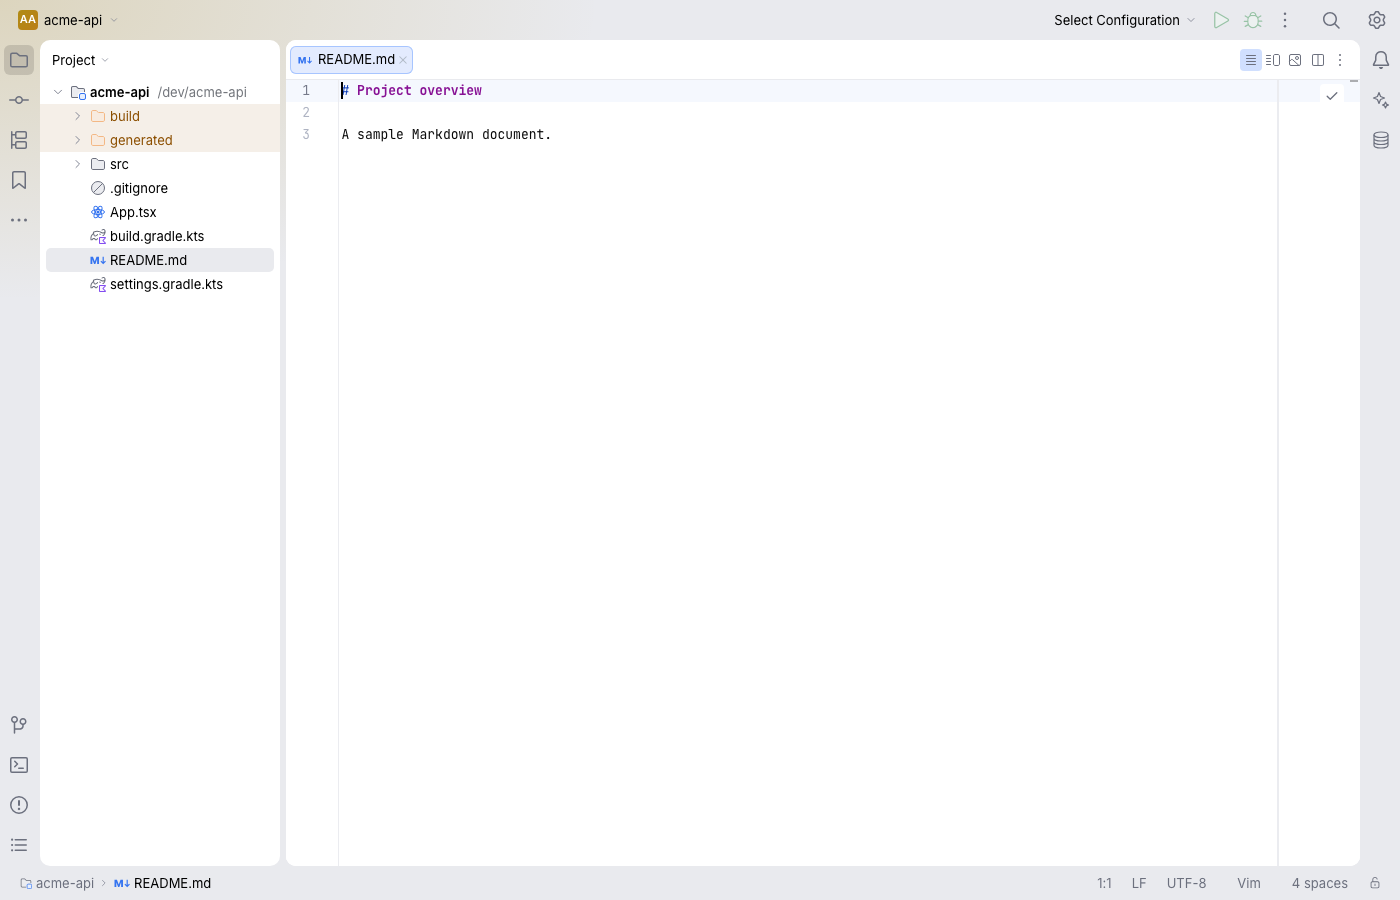 AA acme-api
Select Configuration
Project
acme-api /dev/acme-api
build
generated
src
.gitignore
App.tsx
build.gradle.kts
M↓ README.md
settings.gradle.kts
M↓ README.md
1 # Project overview
2
3 A sample Markdown document.
acme-api › M↓ README.md
1:1 LF UTF-8 Vim 4 spaces